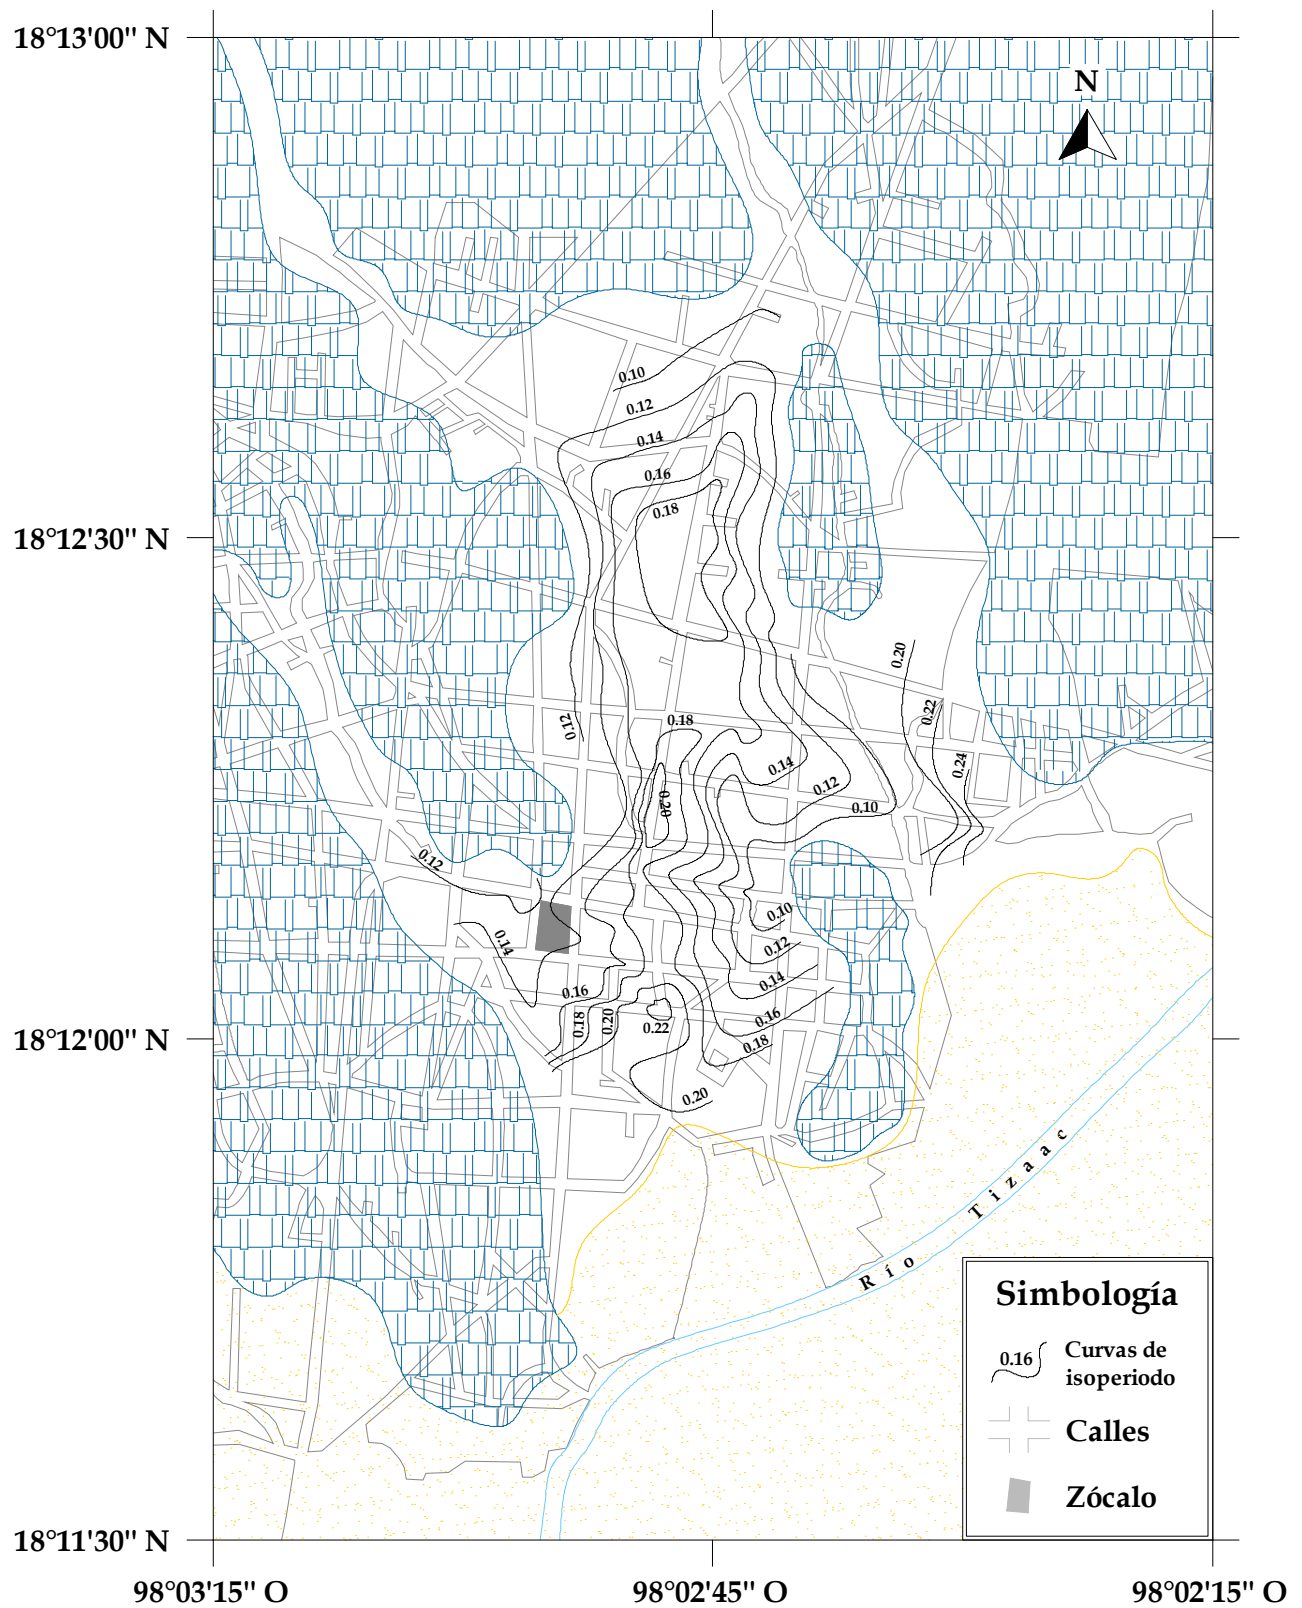 18°13'00" N
N
0.10
0.12
0.14
0.16
0.18
18°12'30" N
0.20
0.22
0.12
0.18
0.24
0.14
0.12
0.20
0.10
0.12
0.10
0.14
0.12
0.14
0.16
0.16
0.18
0.20
0.22
0.18
18°12'00" N
0.20
Río Tizaac
Simbología
0.16
Curvas de
isoperiodo
Calles
Zócalo
18°11'30" N
98°03'15" O
98°02'45" O
98°02'15" O